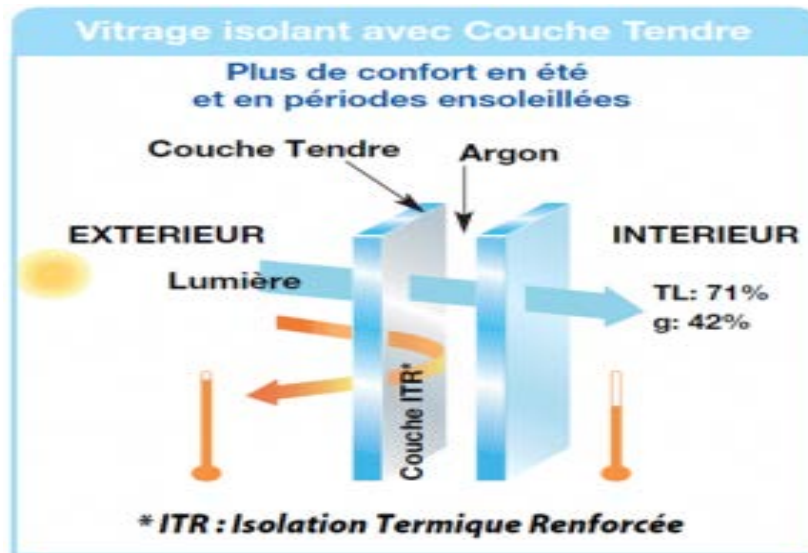 Vitrage isolant avec Couche Tendre
Plus de confort en été
et en périodes ensoleillées
Couche Tendre
Argon
EXTERIEUR
INTERIEUR
Lumière
TL: 71%
g: 42%
Couche ITR*
* ITR : Isolation Termique Renforcée